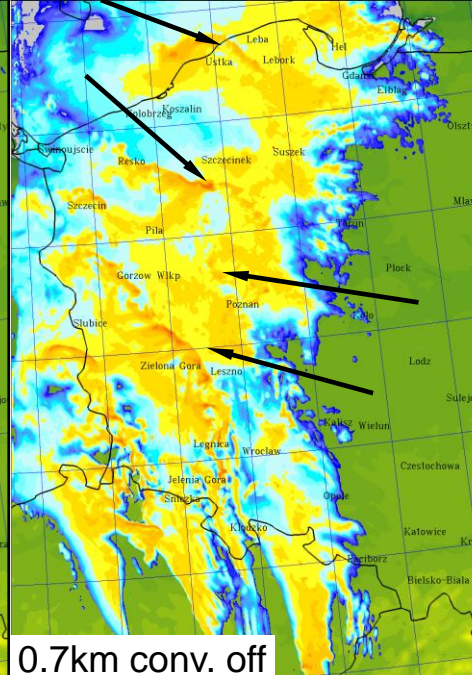 Leba
Hel
Ustka
Lebork
Gdansk
Elblag
Koszalin
Kolobrzeg
Olszt
Swinoujscie
Suszek
Resko
Szczecinek
Szczecin
Mla
Torun
Pila
Plock
Gorzow Wlkp
Poznan
Kolo
Slubice
Lodz
Zielona Gora
Leszno
Sulej
Kalisz
Wielun
Legnica
Wroclaw
Czestochowa
Jelenia Gora
Sniezka
Opole
Klodzko
Katowice
Kr
Raciborz
Bielsko-Biala
0.7km conv. off